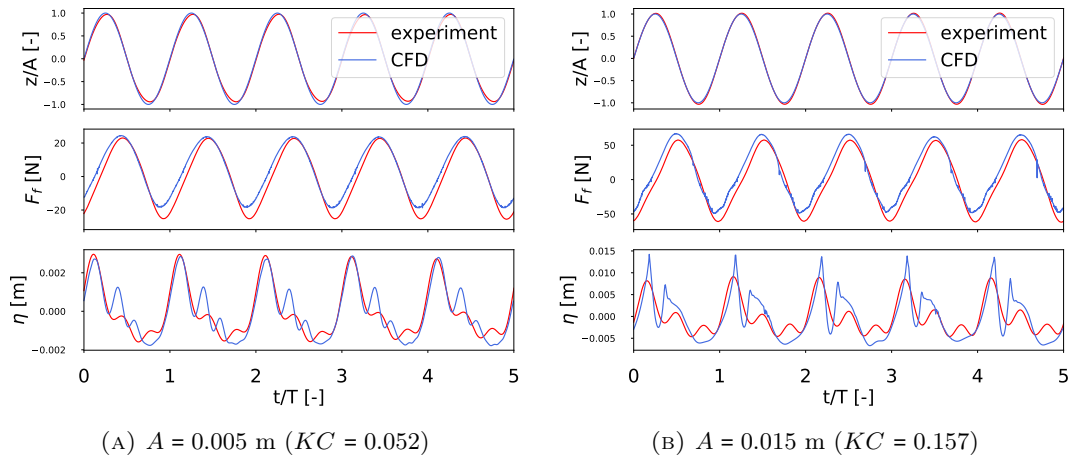 1.0
0.5
0.0
−0.5
−1.0
z/A [-]
experiment
CFD
20
0
−20
F_f [N]
0.002
0.000
−0.002
η [m]
0 1 2 3 4 5
t/T [-]
(A) A = 0.005 m (KC = 0.052)
1.0
0.5
0.0
−0.5
−1.0
z/A [-]
experiment
CFD
50
0
−50
F_f [N]
0.015
0.010
0.005
0.000
−0.005
η [m]
0 1 2 3 4 5
t/T [-]
(B) A = 0.015 m (KC = 0.157)